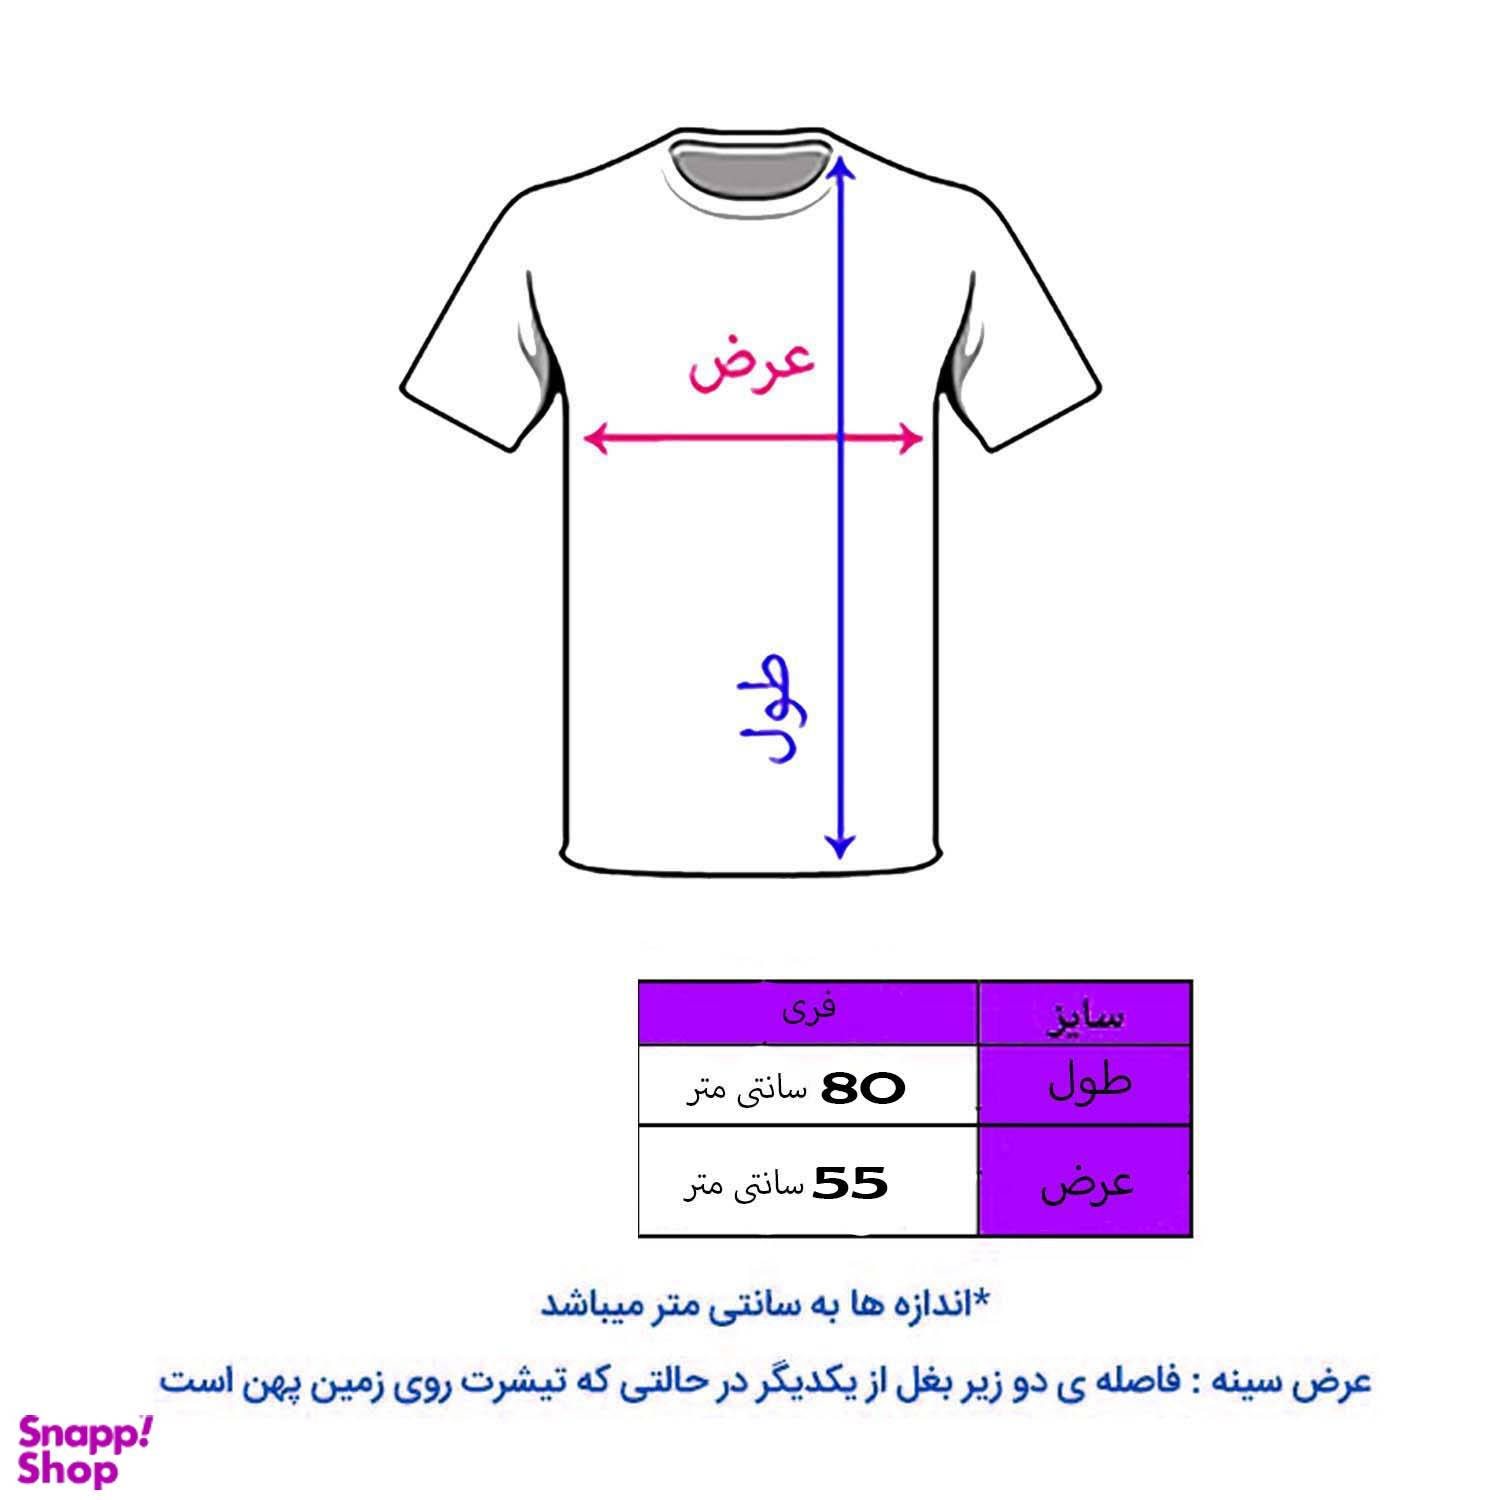 عرض
طول
سایز فری
طول 80 سانتی متر
عرض 55 سانتی متر
*اندازه ها به سانتی متر میباشد
عرض سینه : فاصله ی دو زیر بغل از یکدیگر در حالتی که تیشرت روی زمین پهن است
Snapp!
Shop